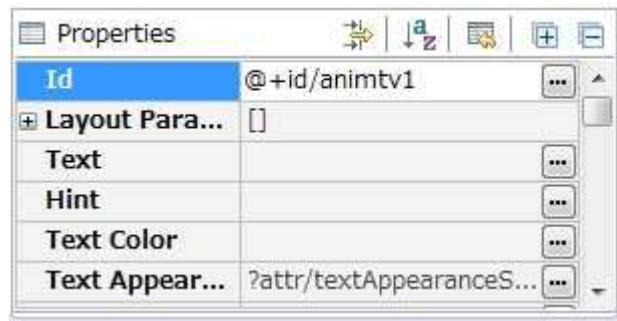 Properties
Id @+id/animtv1 ...
Layout Para... []
Text ...
Hint ...
Text Color ...
Text Appear... ?attr/textAppearanceS... ...